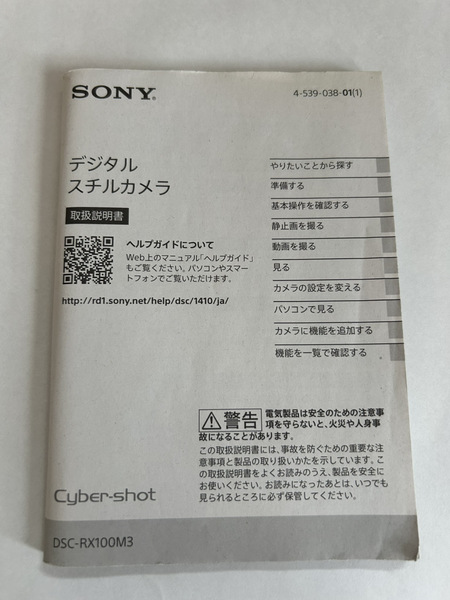 SONY®
4-539-038-01(1)
デジタル
スチルカメラ
取扱説明書
ヘルプガイドについて
Web上のマニュアル「ヘルプガイド」
もご覧ください。パソコンやスマー
トフォンでご覧いただけます。
http://rd1.sony.net/help/dsc/1410/ja/
やりたいことから探す
準備する
基本操作を確認する
静止画を撮る
動画を撮る
見る
カメラの設定を変える
パソコンで見る
カメラに機能を追加する
機能を一覧で確認する
警告 電気製品は安全のための注意事
項を守らないと、火災や人身事
故になることがあります。
この取扱説明書には、事故を防ぐための重要な注
意事項と製品の取り扱いかたを示しています。こ
の取扱説明書をよくお読みのうえ、製品を安全に
お使いください。お読みになったあとは、いつでも
見られるところに必ず保管してください。
Cyber-shot
DSC-RX100M3